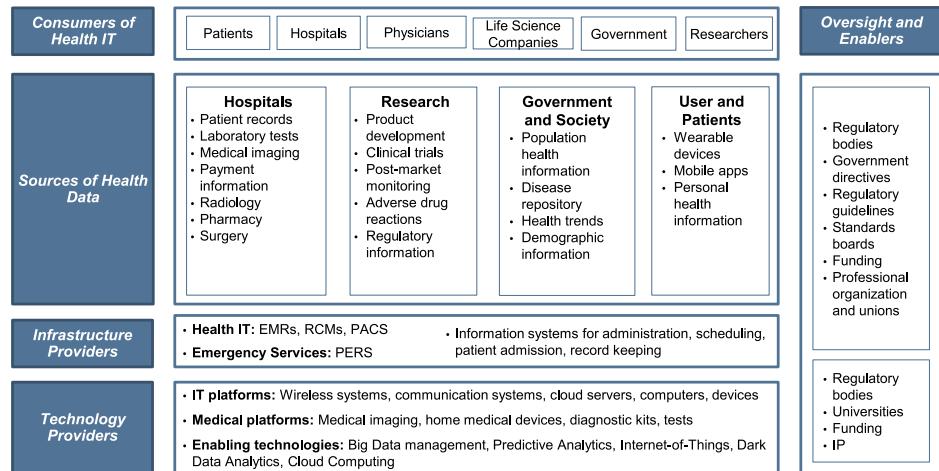 Consumers of
Health IT
Patients
Hospitals
Physicians
Life Science
Companies
Government
Researchers
Oversight and
Enablers
Sources of Health
Data
Hospitals
• Patient records
• Laboratory tests
• Medical imaging
• Payment
information
• Radiology
• Pharmacy
• Surgery
Research
• Product
development
• Clinical trials
• Post-market
monitoring
• Adverse drug
reactions
• Regulatory
information
Government
and Society
• Population
health
information
• Disease
repository
• Health trends
• Demographic
information
User and
Patients
• Wearable
devices
• Mobile apps
• Personal
health
information
• Regulatory
bodies
• Government
directives
• Regulatory
guidelines
• Standards
boards
• Funding
• Professional
organization
and unions
Infrastructure
Providers
• Health IT: EMRs, RCMs, PACS
• Emergency Services: PERS
• Information systems for administration, scheduling,
patient admission, record keeping
Technology
Providers
• IT platforms: Wireless systems, communication systems, cloud servers, computers, devices
• Medical platforms: Medical imaging, home medical devices, diagnostic kits, tests
• Enabling technologies: Big Data management, Predictive Analytics, Internet-of-Things, Dark
Data Analytics, Cloud Computing
• Regulatory
bodies
• Universities
• Funding
• IP